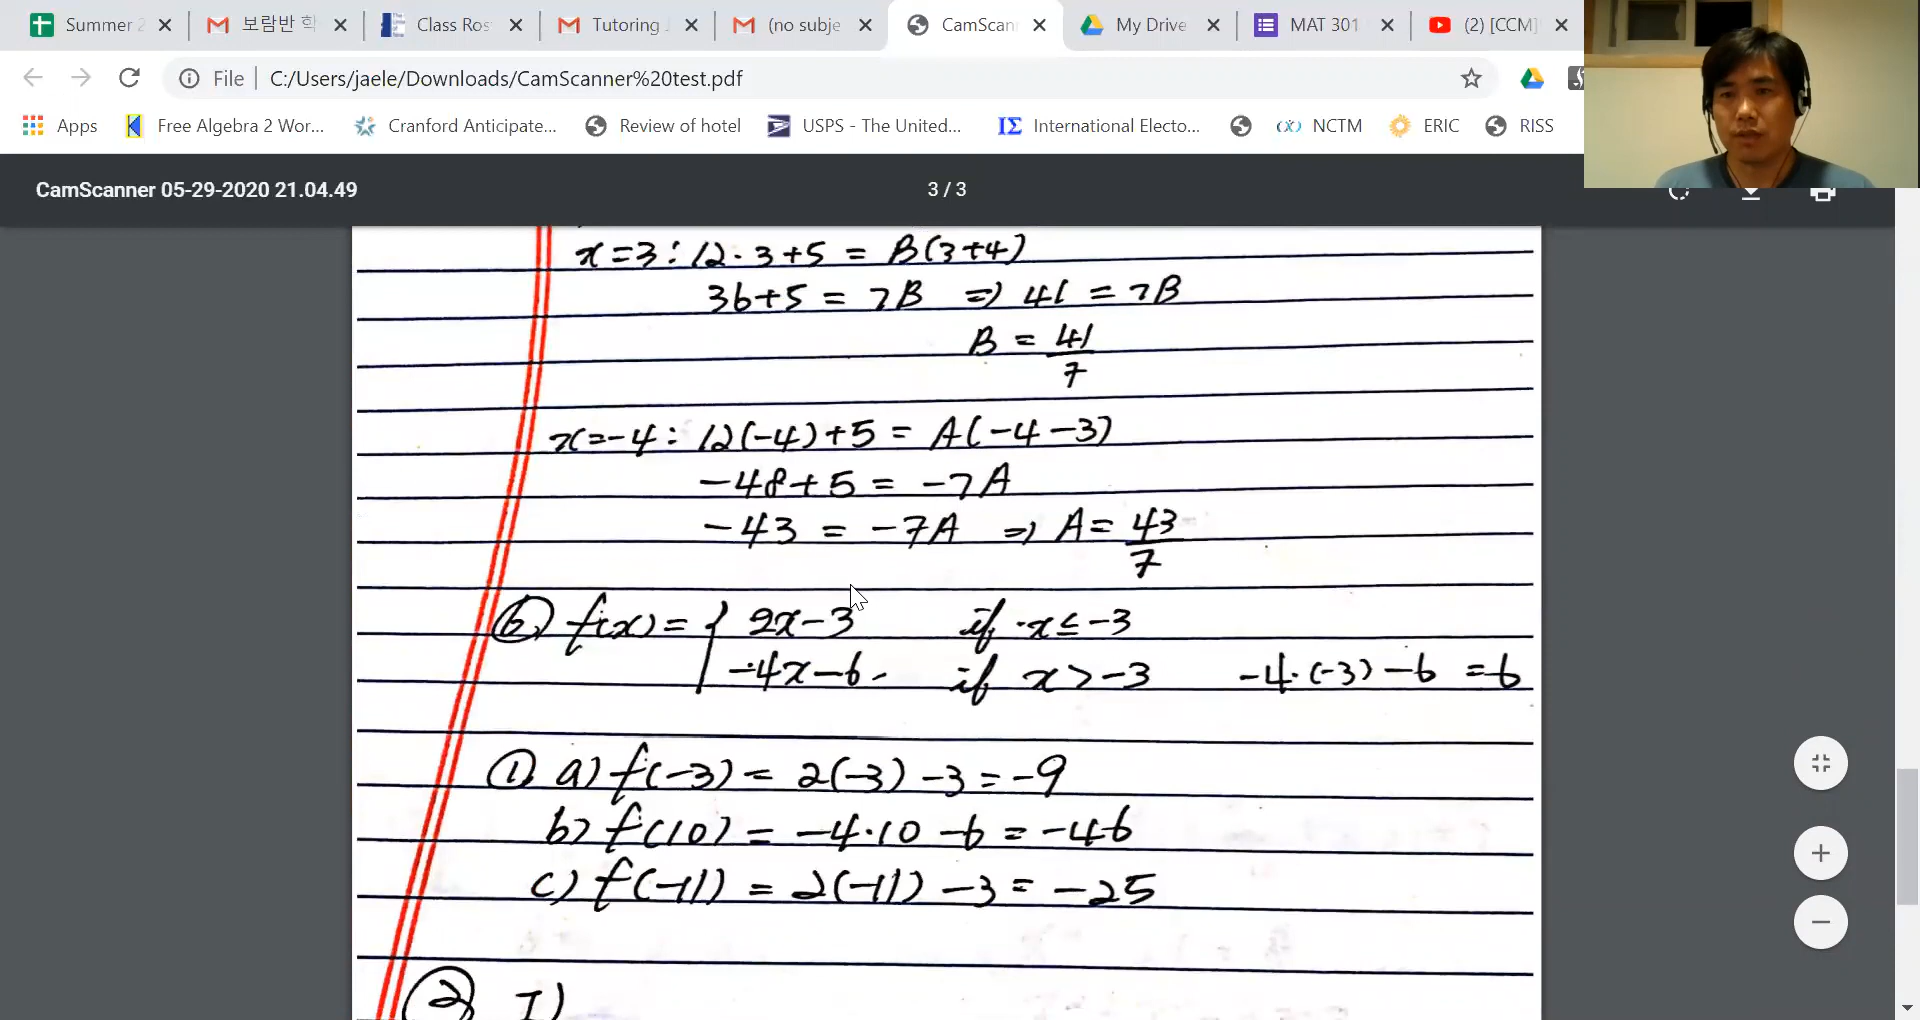 Summer 2
보람반 학
Class Ros
Tutoring J
(no subje
CamScan
My Drive
MAT 301
(2) [CCM]
File C:/Users/jaele/Downloads/CamScanner%20test.pdf
Apps
Free Algebra 2 Wor...
Cranford Anticipate...
Review of hotel
USPS - The United...
International Electo...
NCTM
ERIC
RISS
CamScanner 05-29-2020 21.04.49
3 / 3
x=3: 12·3+5 = B(3+4)
36+5 = 7B ⇒ 41 = 7B
B = 41/7
x=-4: 12(-4)+5 = A(-4-3)
-48+5 = -7A
-43 = -7A ⇒ A = 43/7
⑥ f(x) = { 2x-3 if x≤-3
-4x-6 if x>-3 -4·(-3)-6 = 6
① a) f(-3) = 2(-3)-3 = -9
b) f(10) = -4·10-6 = -46
c) f(-11) = 2(-11)-3 = -25
② I)